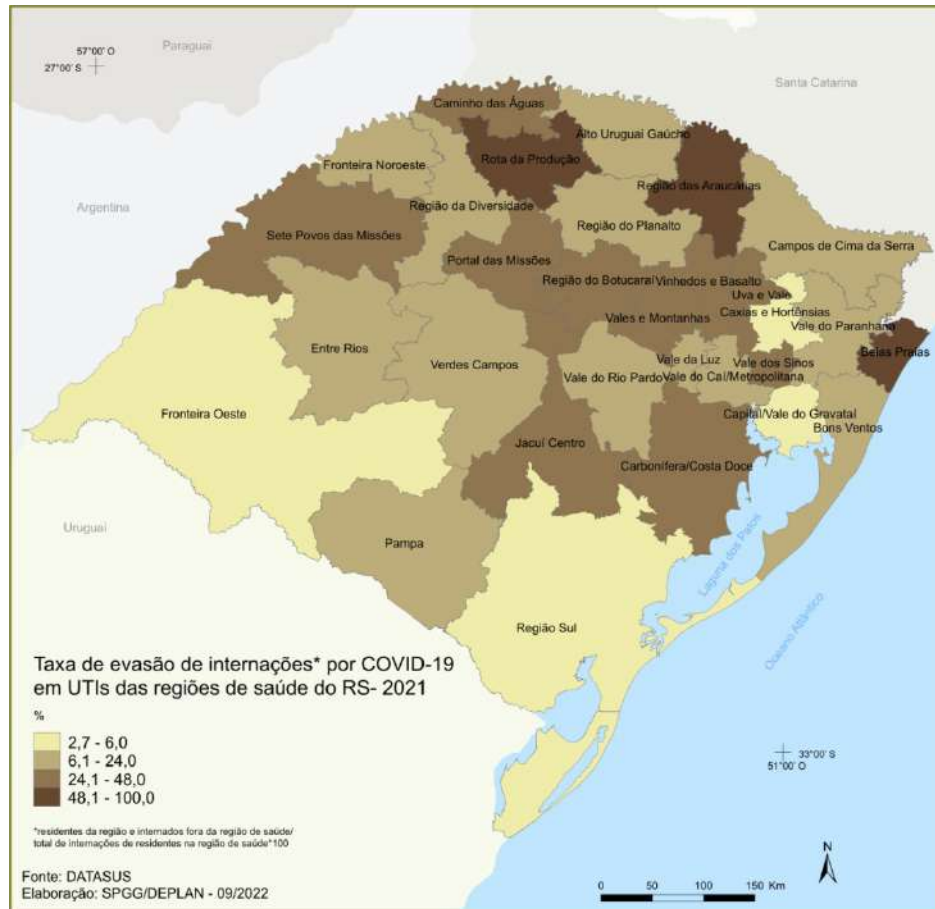 Paraguai
57°00' O
27°00' S
Santa Catarina
Caminho das Águas
Alto Uruguai Gaúcho
Fronteira Noroeste
Rota da Produção
Região das Araucárias
Argentina
Região da Diversidade
Região do Planalto
Sete Povos das Missões
Campos de Cima da Serra
Portal das Missões
Região do Botucaraí
Vinhedos e Basalto
Uva e Vale
Caxias e Hortênsias
Vales e Montanhas
Vale do Paranhana
Entre Rios
Verdes Campos
Vale da Luz
Vale dos Sinos
Belas Praias
Vale do Rio Pardo
Vale do Caí/Metropolitana
Fronteira Oeste
Capital/Vale do Gravataí
Bons Ventos
Jacuí Centro
Carbonífera/Costa Doce
Uruguai
Pampa
Laguna dos Patos
Oceano Atlântico
Região Sul
Taxa de evasão de internações* por COVID-19
em UTIs das regiões de saúde do RS- 2021
%
2,7 - 6,0
6,1 - 24,0
24,1 - 48,0
48,1 - 100,0
33°00' S
51°00' O
*residentes da região e internados fora da região de saúde/
total de internações de residentes na região de saúde*100
Fonte: DATASUS
Elaboração: SPGG/DEPLAN - 09/2022
N
0 50 100 150 Km